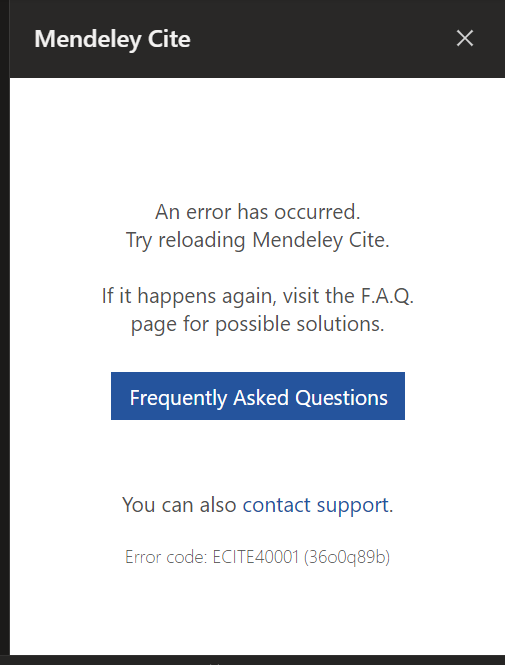 Mendeley Cite
An error has occurred.
Try reloading Mendeley Cite.
If it happens again, visit the F.A.Q.
page for possible solutions.
Frequently Asked Questions
You can also contact support.
Error code: ECITE40001 (36o0q89b)